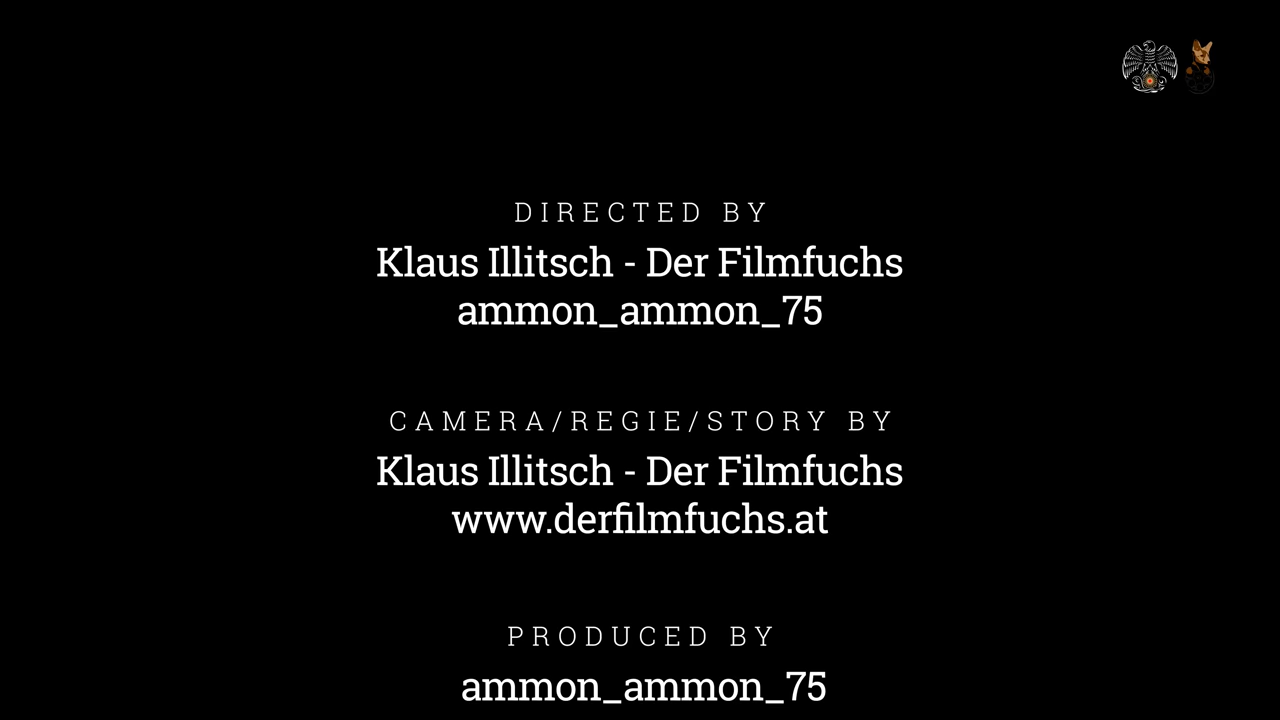 DIRECTED BY
Klaus Illitsch - Der Filmfuchs
ammon_ammon_75
CAMERA/REGIE/STORY BY
Klaus Illitsch - Der Filmfuchs
www.derfilmfuchs.at
PRODUCED BY
ammon_ammon_75